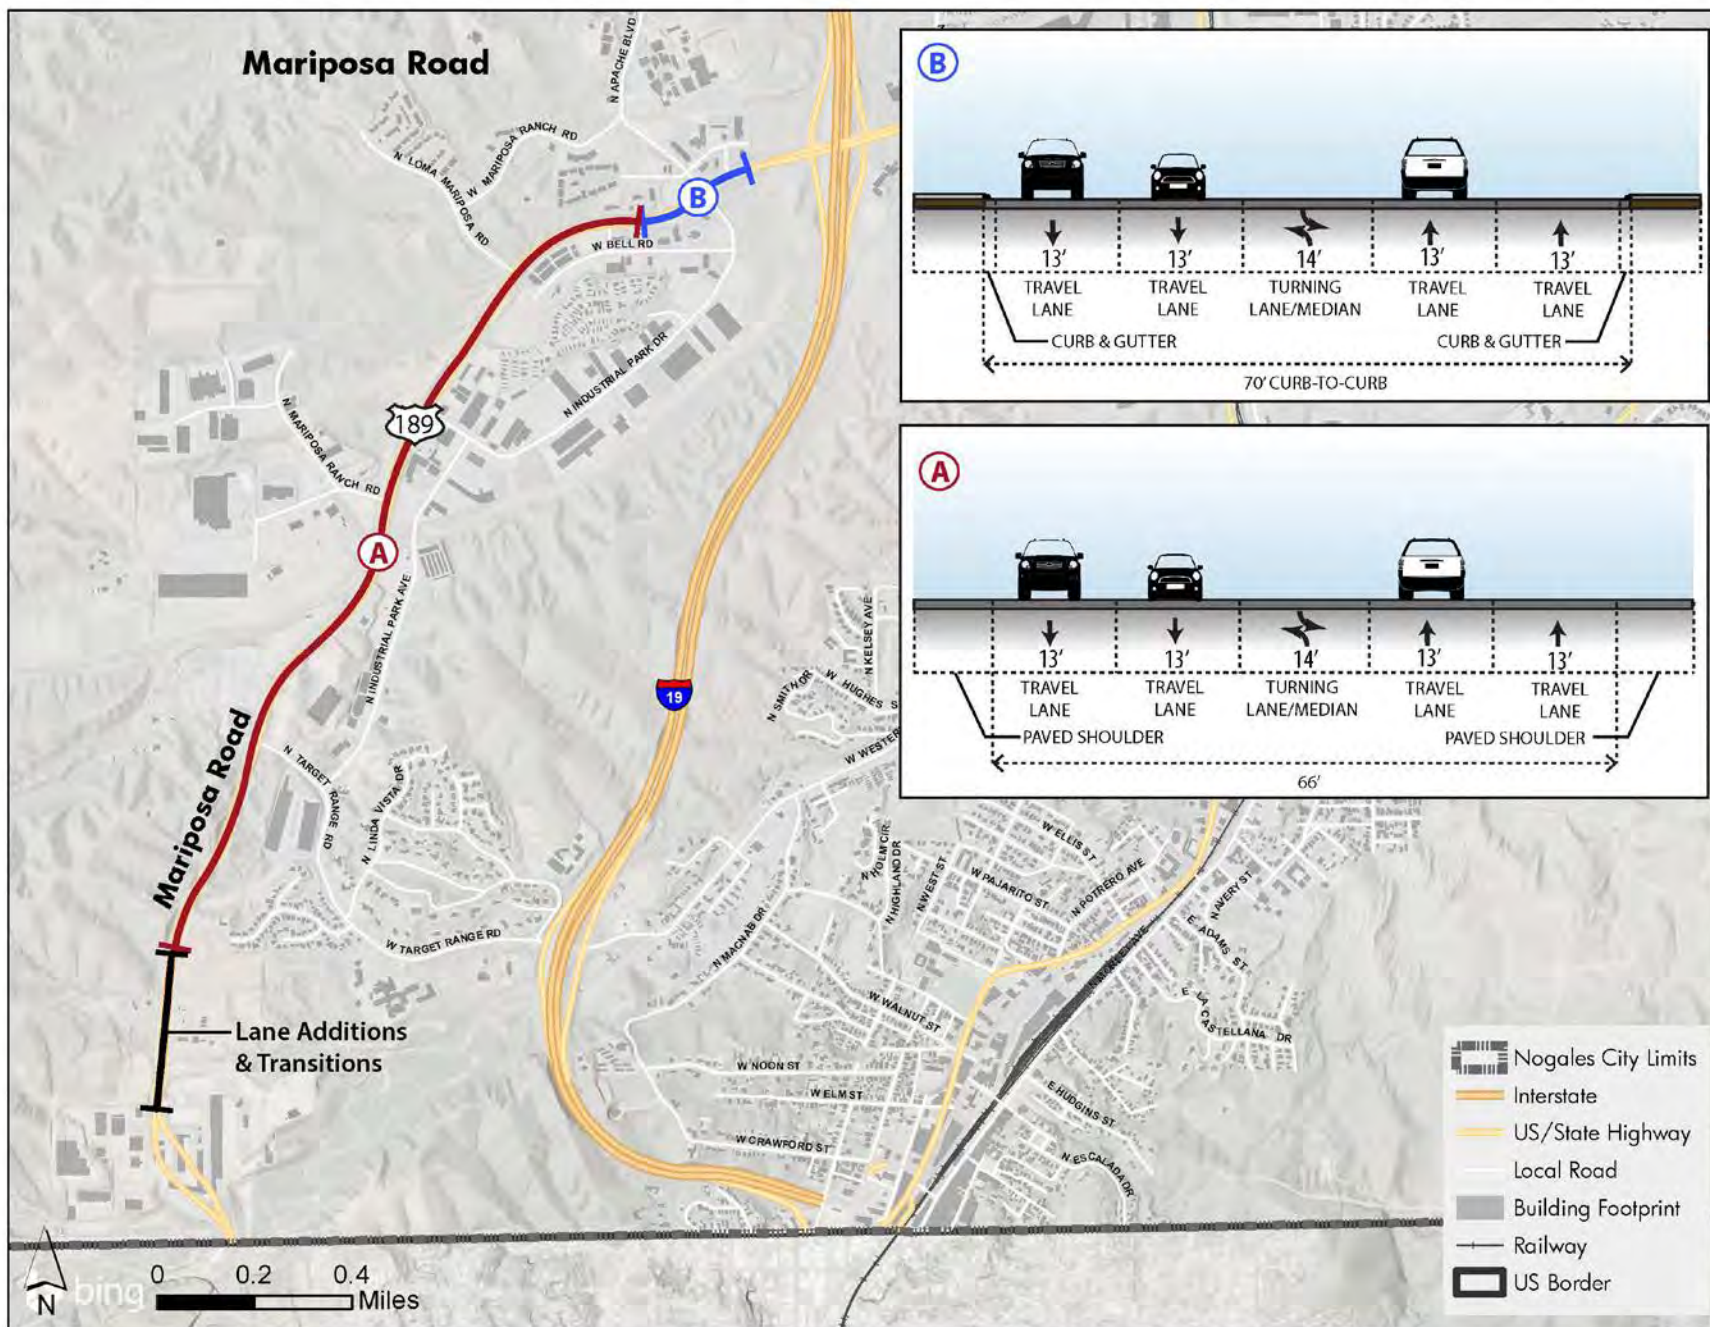 Mariposa Road
N APACHE BLVD
W MARIPOSA RANCH RD
N LOMA MARIPOSA RD
B
W BELL RD
N INDUSTRIAL PARK DR
189
N MARIPOSA RANCH RD
A
N INDUSTRIAL PARK AVE
19
Mariposa Road
N TARGET RANGE RD
N LINDA VISTA DR
W TARGET RANGE RD
Lane Additions
& Transitions
N KELSEY AVE
N SMITH DR
W HUGHES S
W WESTER
N HOLM CIR
N HIGHLAND DR
N WEST ST
W ELLIS ST
W PAJARITO ST
N POTRERO AVE
N AVERY ST
E ADAMS ST
N MACNAB DR
W WALNUT ST
E LA CASTELLANA DR
W NOON ST
W ELM ST
E HUDGINS ST
W CRAWFORD ST
N ESCALADA DR
B
13' 13' 14' 13' 13'
TRAVEL TRAVEL TURNING TRAVEL TRAVEL
LANE LANE LANE/MEDIAN LANE LANE
CURB & GUTTER CURB & GUTTER
70' CURB-TO-CURB
A
13' 13' 14' 13' 13'
TRAVEL TRAVEL TURNING TRAVEL TRAVEL
LANE LANE LANE/MEDIAN LANE LANE
PAVED SHOULDER PAVED SHOULDER
66'
Nogales City Limits
Interstate
US/State Highway
Local Road
Building Footprint
Railway
US Border
N
bing
0 0.2 0.4
Miles